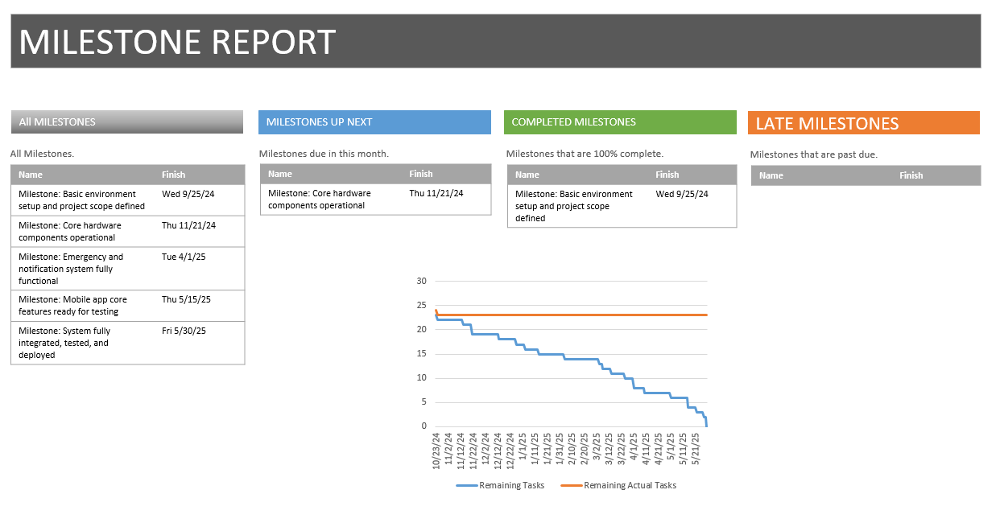 MILESTONE REPORT
All MILESTONES
All Milestones.
Name Finish
Milestone: Basic environment Wed 9/25/24
setup and project scope defined
Milestone: Core hardware Thu 11/21/24
components operational
Milestone: Emergency and Tue 4/1/25
notification system fully
functional
Milestone: Mobile app core Thu 5/15/25
features ready for testing
Milestone: System fully Fri 5/30/25
integrated, tested, and
deployed
MILESTONES UP NEXT
Milestones due in this month.
Name Finish
Milestone: Core hardware Thu 11/21/24
components operational
COMPLETED MILESTONES
Milestones that are 100% complete.
Name Finish
Milestone: Basic environment Wed 9/25/24
setup and project scope
defined
LATE MILESTONES
Milestones that are past due.
Name Finish
30
25
20
15
10
5
0
10/23/24
11/2/24
11/12/24
11/22/24
12/2/24
12/12/24
12/22/24
1/1/25
1/11/25
1/21/25
1/31/25
2/10/25
2/20/25
3/2/25
3/12/25
3/22/25
4/1/25
4/11/25
4/21/25
5/1/25
5/11/25
5/21/25
Remaining Tasks Remaining Actual Tasks